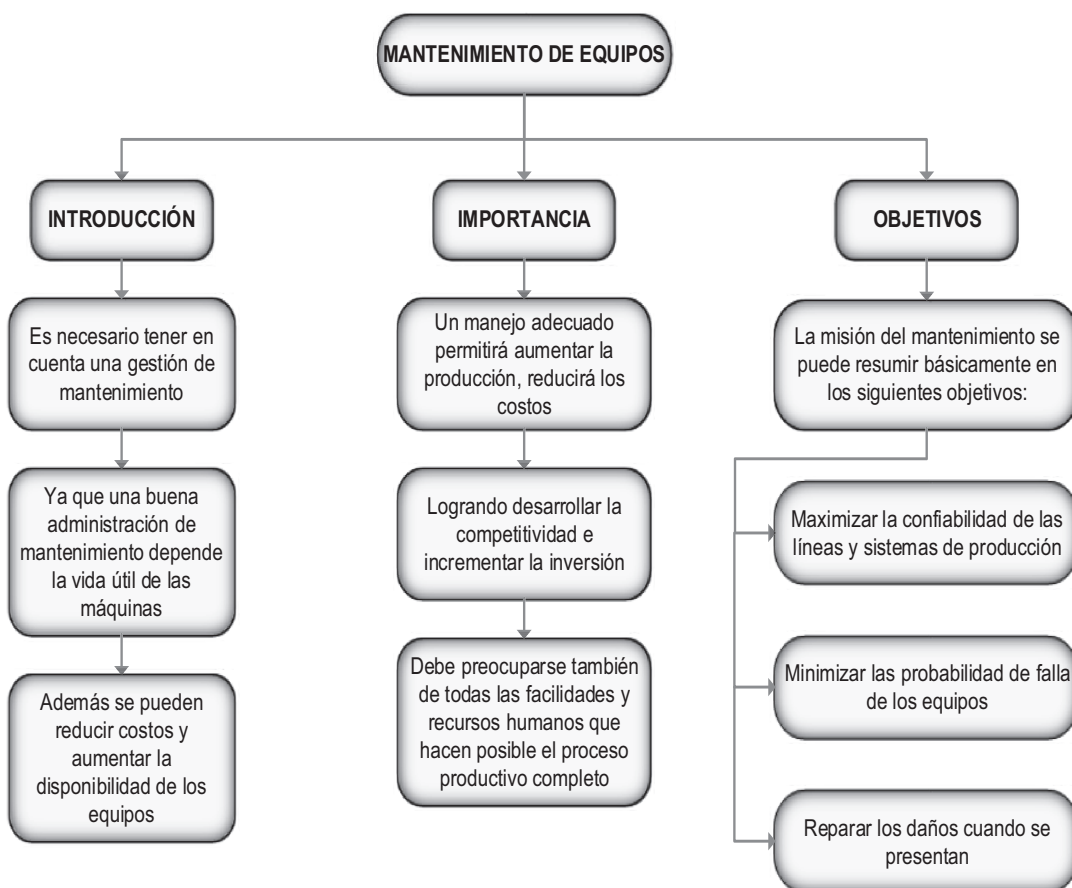 MANTENIMIENTO DE EQUIPOS
INTRODUCCIÓN
Es necesario tener en
cuenta una gestión de
mantenimiento
Ya que una buena
administración de
mantenimiento depende
la vida útil de las
máquinas
Además se pueden
reducir costos y
aumentar la
disponibilidad de los
equipos
IMPORTANCIA
Un manejo adecuado
permitirá aumentar la
producción, reducirá los
costos
Logrando desarrollar la
competitividad e
incrementar la inversión
Debe preocuparse también
de todas las facilidades y
recursos humanos que
hacen posible el proceso
productivo completo
OBJETIVOS
La misión del mantenimiento se
puede resumir básicamente en
los siguientes objetivos:
Maximizar la confiabilidad de las
líneas y sistemas de producción
Minimizar las probabilidad de falla
de los equipos
Reparar los daños cuando se
presentan